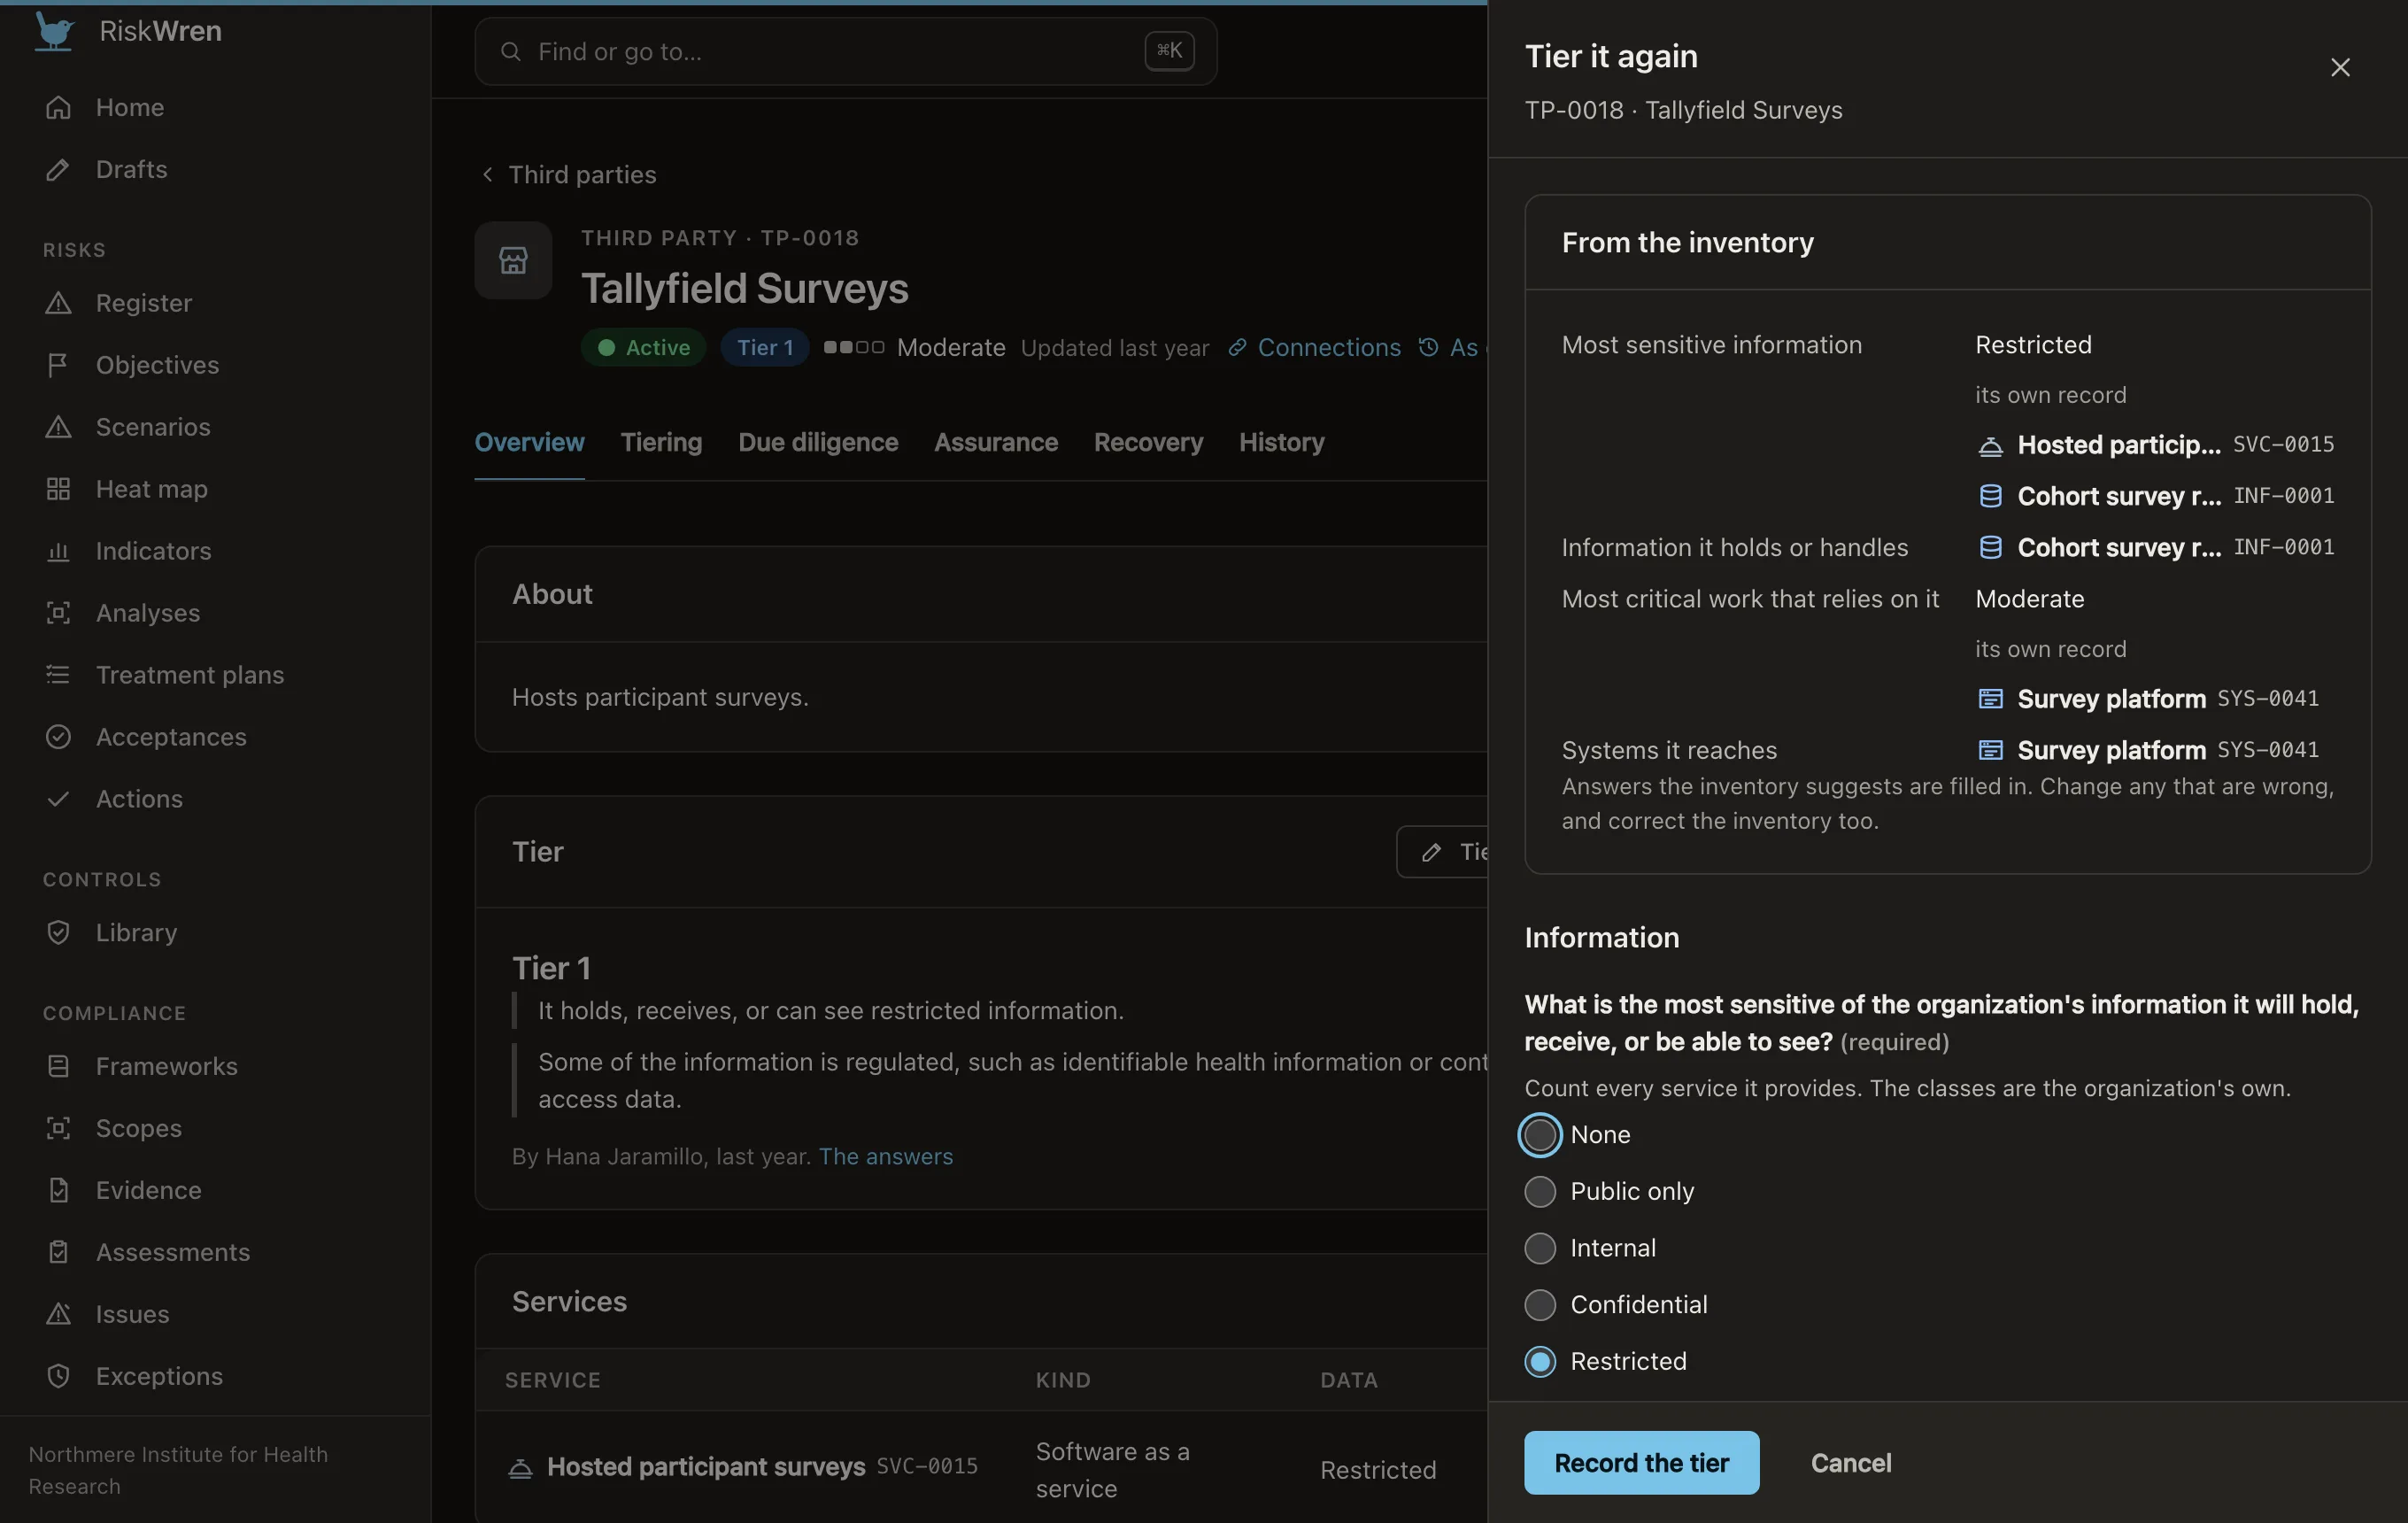 RiskWren
Home
Drafts
RISKS
Register
Objectives
Scenarios
Heat map
Indicators
Analyses
Treatment plans
Acceptances
Actions
CONTROLS
Library
COMPLIANCE
Frameworks
Scopes
Evidence
Assessments
Issues
Exceptions
Northmere Institute for Health
Research
Find or go to...
⌘K
Third parties
THIRD PARTY · TP-0018
Tallyfield Surveys
Active Tier 1 Moderate Updated last year Connections As
Overview Tiering Due diligence Assurance Recovery History
About
Hosts participant surveys.
Tier
Tier 1
It holds, receives, or can see restricted information.
Some of the information is regulated, such as identifiable health information or
access data.
By Hana Jaramillo, last year. The answers
Services
SERVICE KIND DATA
Hosted participant surveys SVC-0015 Software as a
service
Restricted
Tier it again
TP-0018 · Tallyfield Surveys
From the inventory
Most sensitive information Restricted
its own record
Hosted particip... SVC-0015
Cohort survey r... INF-0001
Information it holds or handles Cohort survey r... INF-0001
Most critical work that relies on it Moderate
its own record
Survey platform SYS-0041
Systems it reaches Survey platform SYS-0041
Answers the inventory suggests are filled in. Change any that are wrong,
and correct the inventory too.
Information
What is the most sensitive of the organization's information it will hold,
receive, or be able to see? (required)
Count every service it provides. The classes are the organization's own.
None
Public only
Internal
Confidential
Restricted
Record the tier Cancel